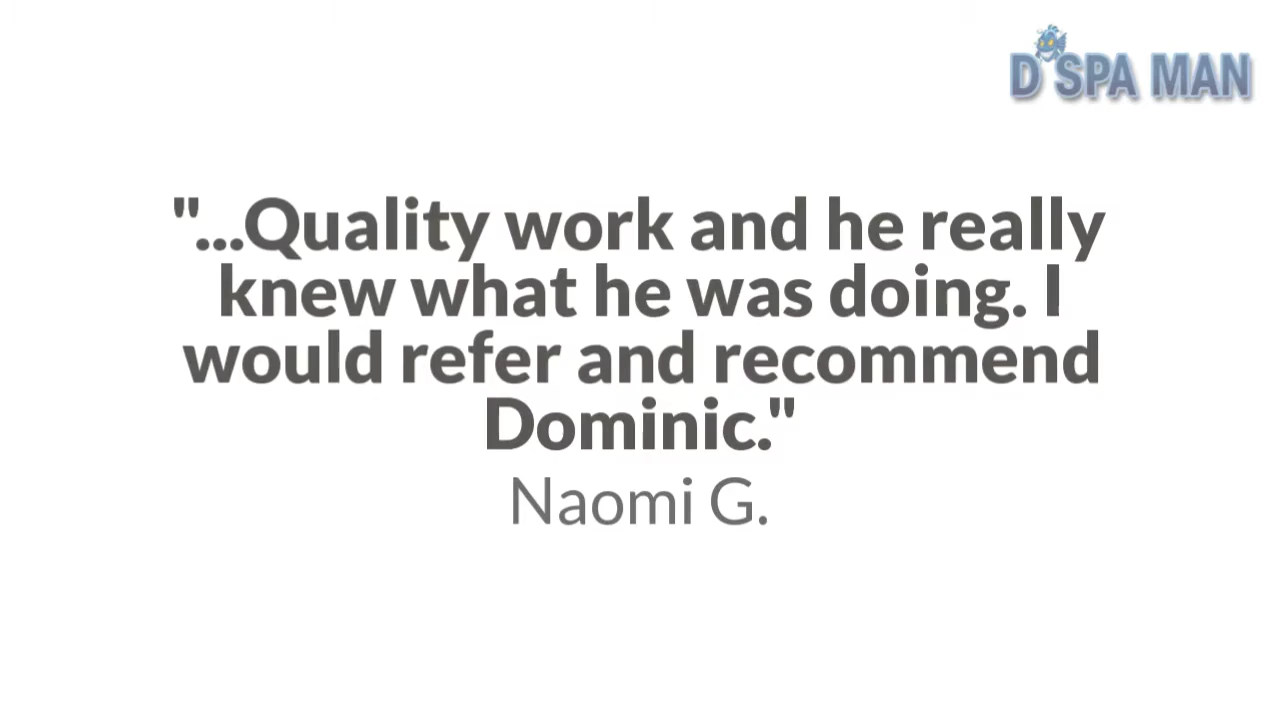 D'SPA MAN
"...Quality work and he really
knew what he was doing. I
would refer and recommend
Dominic."
Naomi G.